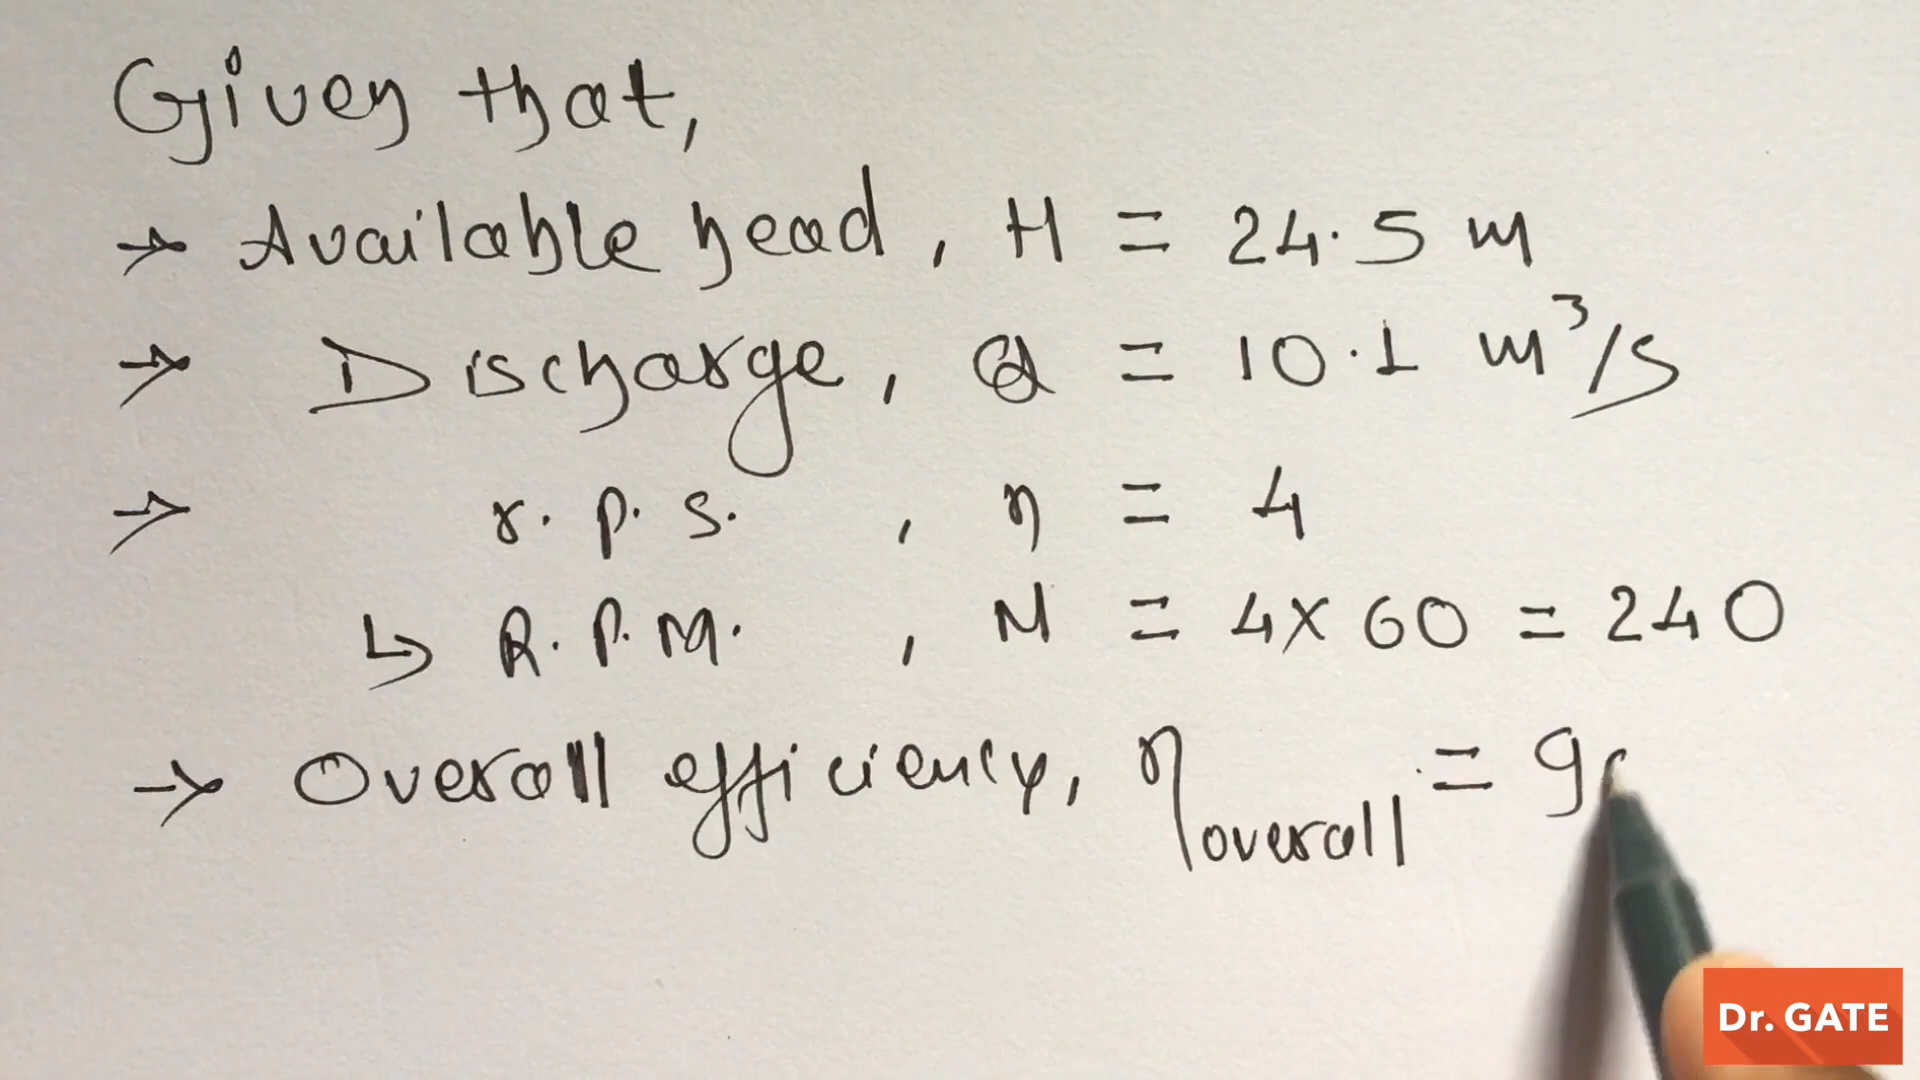 Given that,
→ Available head, H = 24.5 m
→ Discharge, Q = 10.1 m³/s
→ r.p.s., n = 4
↳ R.P.M., N = 4 × 60 = 240
→ Overall efficiency, η overall = 9
Dr. GATE